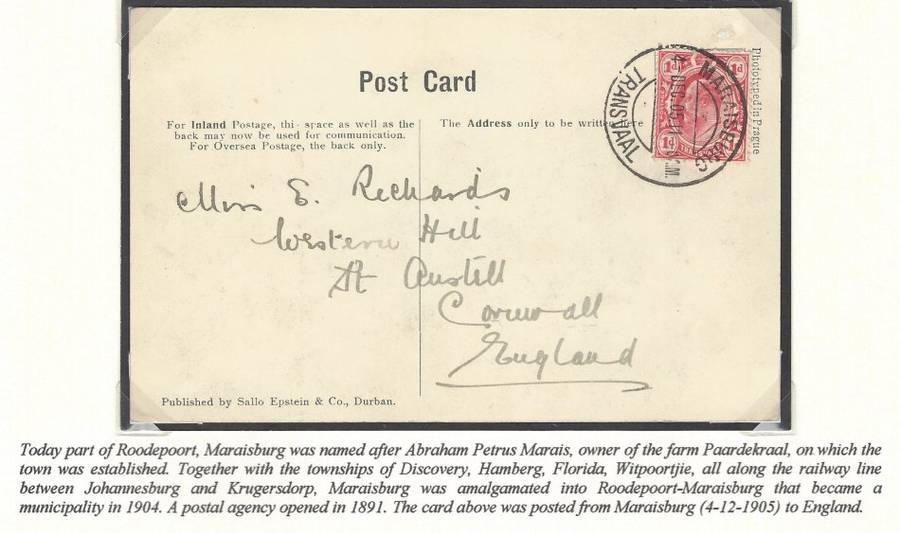 Post Card
For Inland Postage, thi- space as well as the
back may now be used for communication.
For Oversea Postage, the back only.
The Address only to be written here
Phototyped in Prague
MARAISBURG
4 DEC 05
TRANSVAAL
1d 1d
1d
Miss E. Richards
Western Hill
St Austell
Cornwall
England
Published by Sallo Epstein & Co., Durban.
Today part of Roodepoort, Maraisburg was named after Abraham Petrus Marais, owner of the farm Paardekraal, on which the
town was established. Together with the townships of Discovery, Hamberg, Florida, Witpoortjie, all along the railway line
between Johannesburg and Krugersdorp, Maraisburg was amalgamated into Roodepoort-Maraisburg that became a
municipality in 1904. A postal agency opened in 1891. The card above was posted from Maraisburg (4-12-1905) to England.